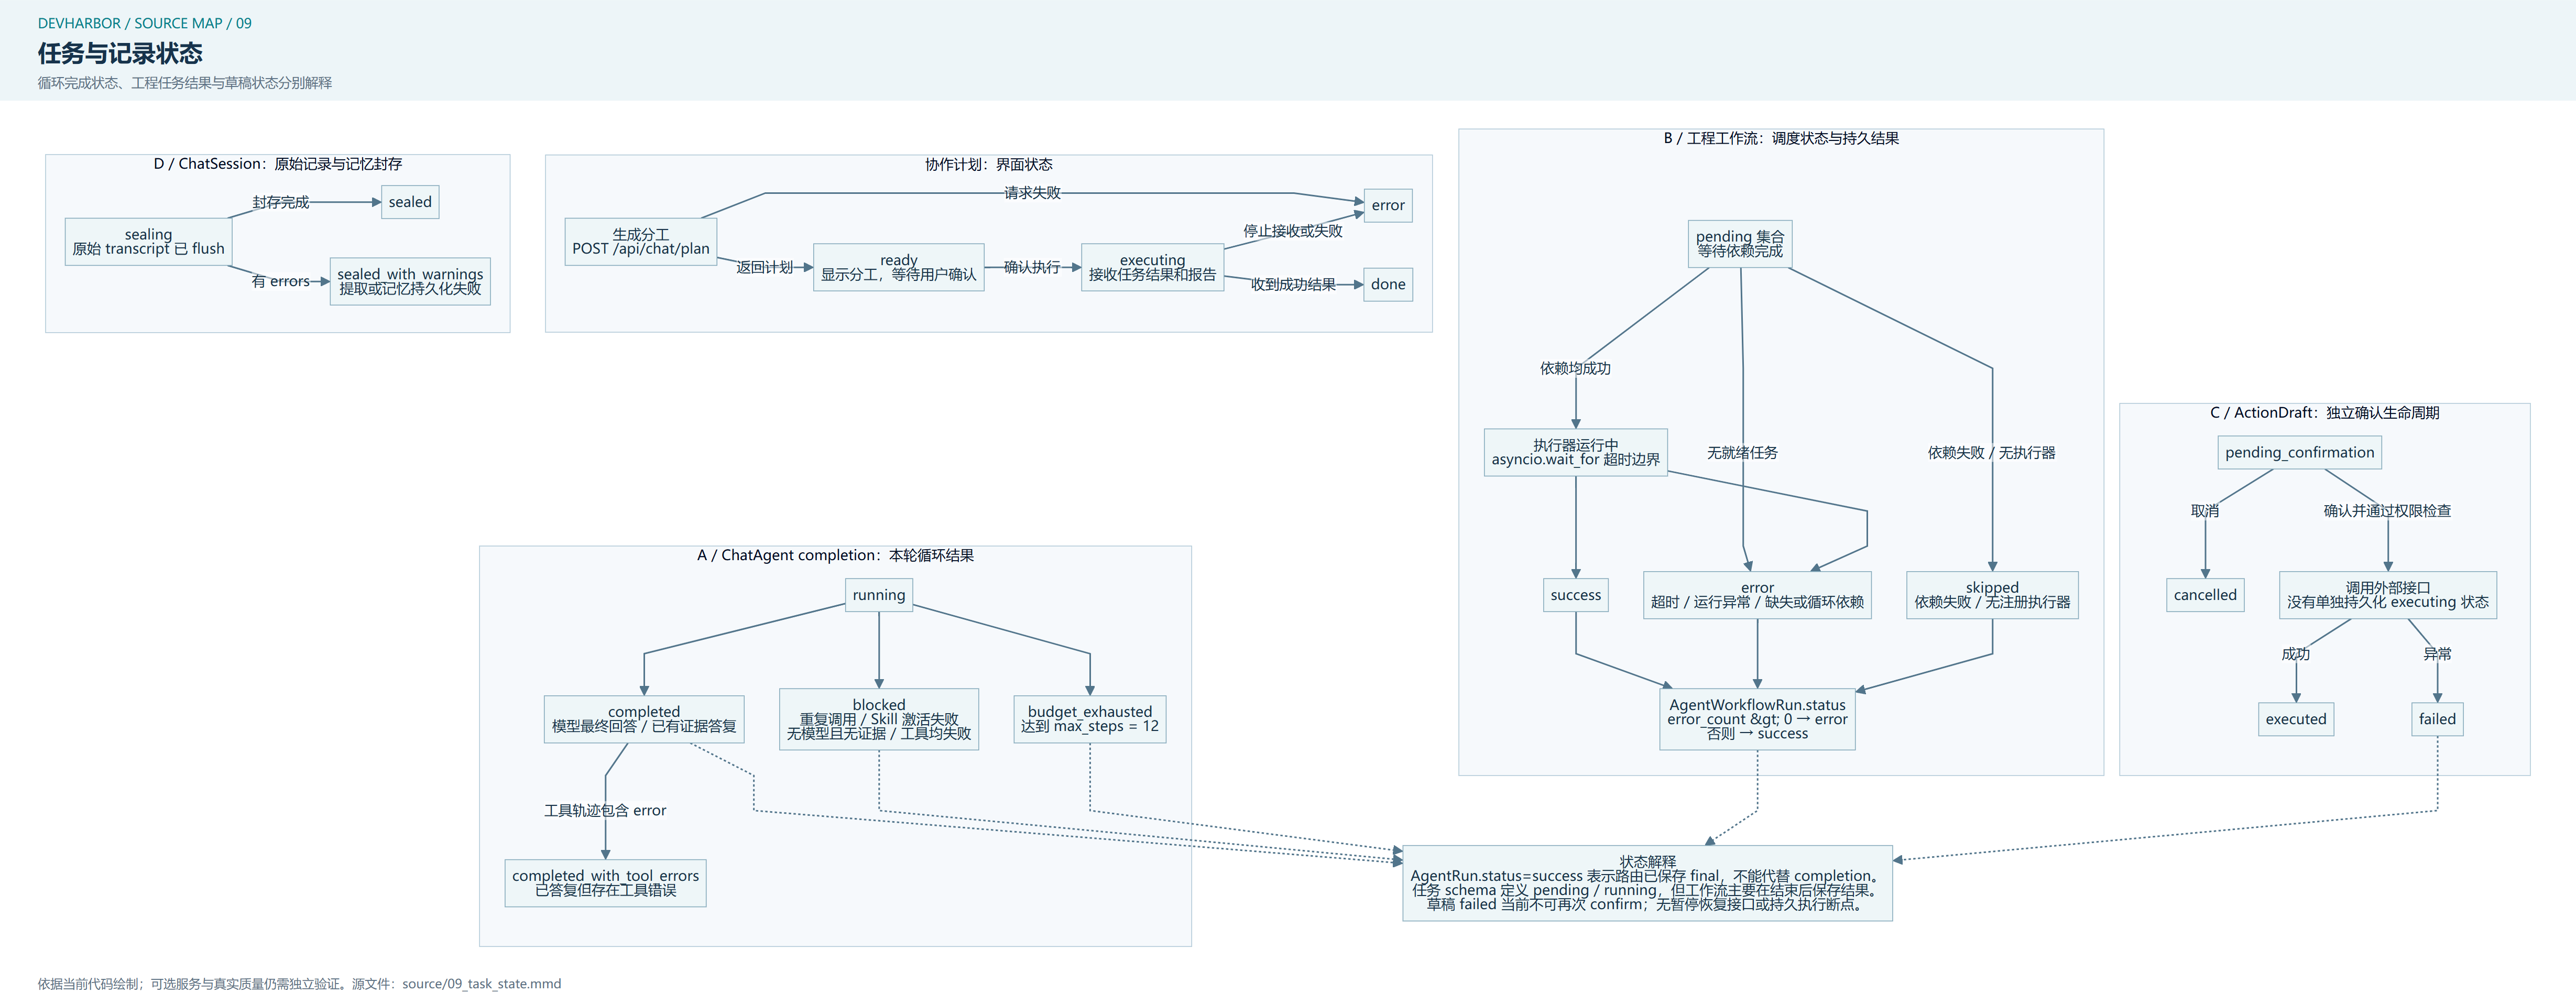 DEVHARBOR / SOURCE MAP / 09
任务与记录状态
循环完成状态、工程任务结果与草稿状态分别解释
D / ChatSession：原始记录与记忆封存
sealing
原始 transcript 已 flush
封存完成
sealed
有 errors
sealed_with_warnings
提取或记忆持久化失败
协作计划：界面状态
生成分工
POST /api/chat/plan
请求失败
返回计划
ready
显示分工，等待用户确认
确认执行
executing
接收任务结果和报告
停止接收或失败
error
收到成功结果
done
B / 工程工作流：调度状态与持久结果
pending 集合
等待依赖完成
依赖均成功
无就绪任务
依赖失败 / 无执行器
执行器运行中
asyncio.wait_for 超时边界
success
error
超时 / 运行异常 / 缺失或循环依赖
skipped
依赖失败 / 无注册执行器
AgentWorkflowRun.status
error_count &gt; 0 → error
否则 → success
C / ActionDraft：独立确认生命周期
pending_confirmation
取消
确认并通过权限检查
cancelled
调用外部接口
没有单独持久化 executing 状态
成功
异常
executed
failed
A / ChatAgent completion：本轮循环结果
running
completed
模型最终回答 / 已有证据答复
blocked
重复调用 / Skill 激活失败
无模型且无证据 / 工具均失败
budget_exhausted
达到 max_steps = 12
工具轨迹包含 error
completed_with_tool_errors
已答复但存在工具错误
状态解释
AgentRun.status=success 表示路由已保存 final，不能代替 completion。
任务 schema 定义 pending / running，但工作流主要在结束后保存结果。
草稿 failed 当前不可再次 confirm；无暂停恢复接口或持久执行断点。
依据当前代码绘制；可选服务与真实质量仍需独立验证。源文件：source/09_task_state.mmd